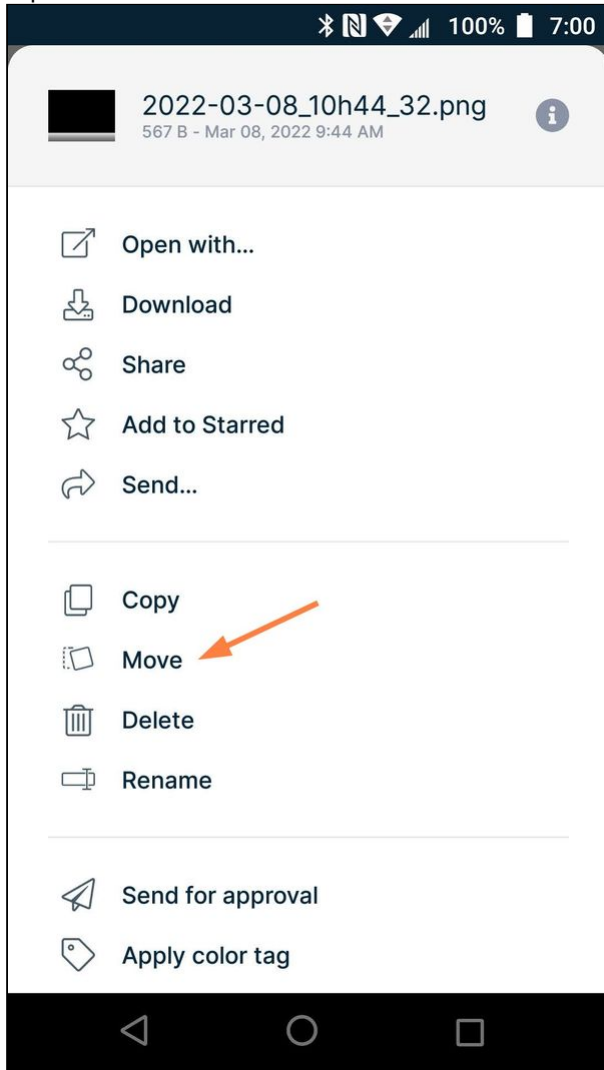 100% 7:00
2022-03-08_10h44_32.png
567 B - Mar 08, 2022 9:44 AM
Open with...
Download
Share
Add to Starred
Send...
Copy
Move
Delete
Rename
Send for approval
Apply color tag